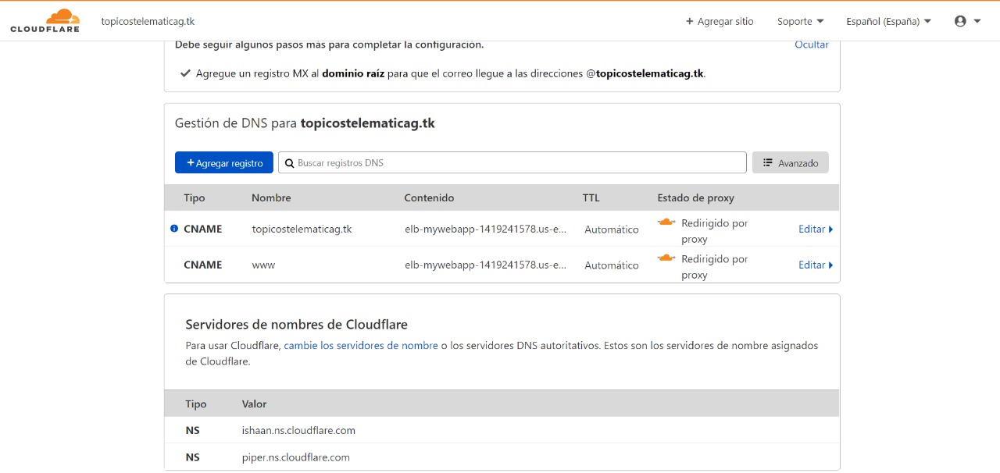 CLOUDFLARE topicostelematicag.tk + Agregar sitio Soporte Español (España)
Debe seguir algunos pasos más para completar la configuración. Ocultar
Agregue un registro MX al dominio raíz para que el correo llegue a las direcciones @topicostelematicag.tk.
Gestión de DNS para topicostelematicag.tk
+ Agregar registro Buscar registros DNS Avanzado
Tipo Nombre Contenido TTL Estado de proxy
CNAME topicostelematicag.tk elb-mywebapp-1419241578.us-e... Automático Redirigido por proxy Editar
CNAME www elb-mywebapp-1419241578.us-e... Automático Redirigido por proxy Editar
Servidores de nombres de Cloudflare
Para usar Cloudflare, cambie los servidores de nombre o los servidores DNS autoritativos. Estos son los servidores de nombre asignados
de Cloudflare.
Tipo Valor
NS ishaan.ns.cloudflare.com
NS piper.ns.cloudflare.com